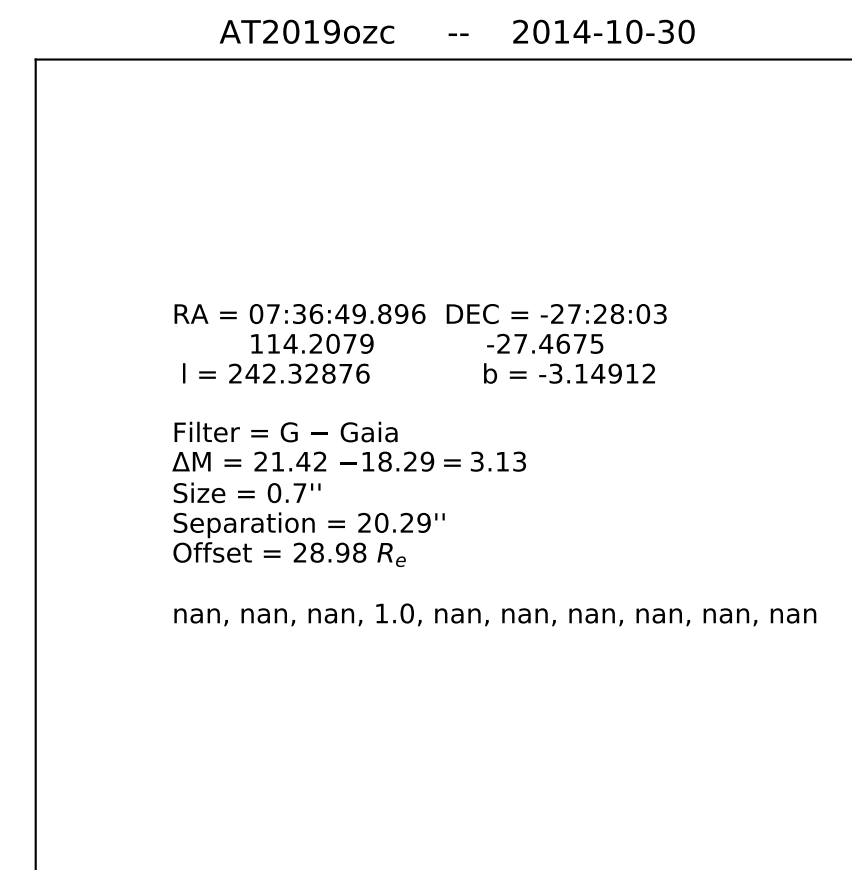 AT2019ozc -- 2014-10-30
RA = 07:36:49.896 DEC = -27:28:03
114.2079 -27.4675
l = 242.32876 b = -3.14912
Filter = G − Gaia
ΔM = 21.42 −18.29 = 3.13
Size = 0.7''
Separation = 20.29''
Offset = 28.98 Re
nan, nan, nan, 1.0, nan, nan, nan, nan, nan, nan